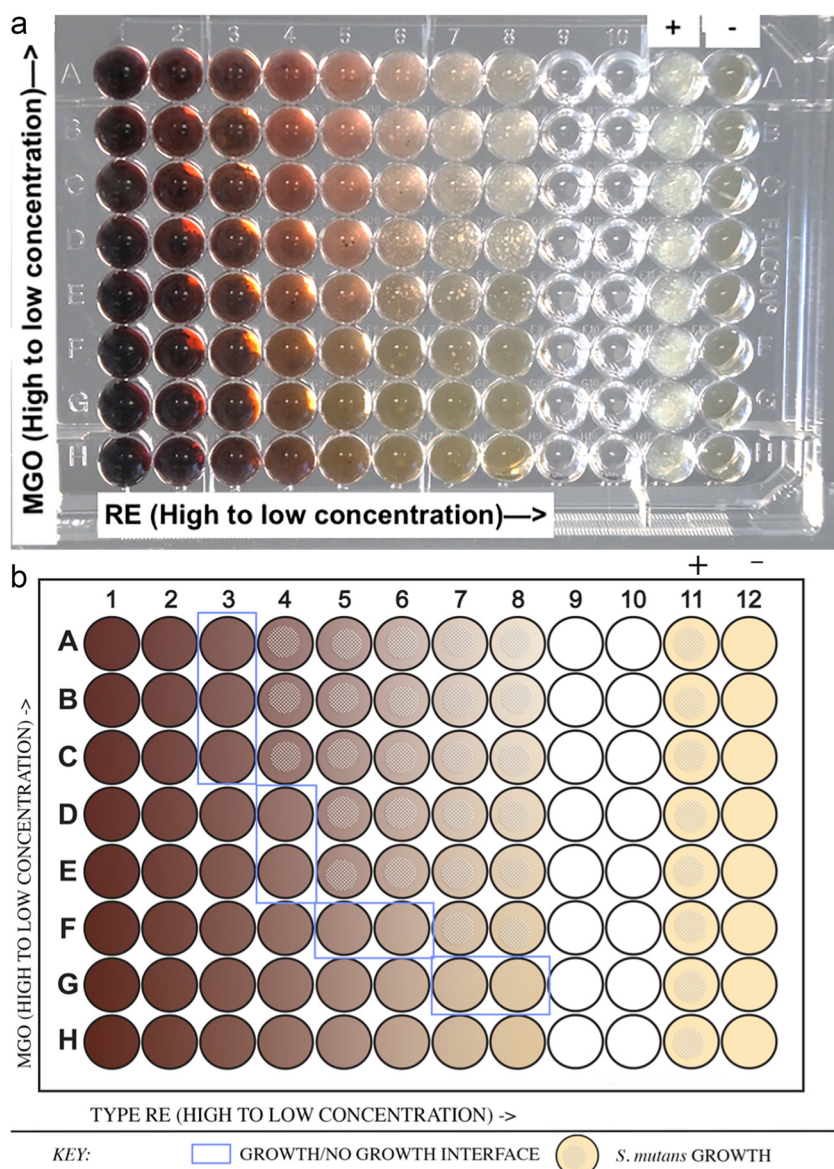 a
1 2 3 4 5 6 7 8 9 10 + -
MGO (High to low concentration)—>
A A
B B
C C
D
E
F
G G
H H
FALCON
RE (High to low concentration)—>
b
+ −
1 2 3 4 5 6 7 8 9 10 11 12
MGO (HIGH TO LOW CONCENTRATION) ->
A
B
C
D
E
F
G
H
TYPE RE (HIGH TO LOW CONCENTRATION) ->
KEY: GROWTH/NO GROWTH INTERFACE S. mutans GROWTH